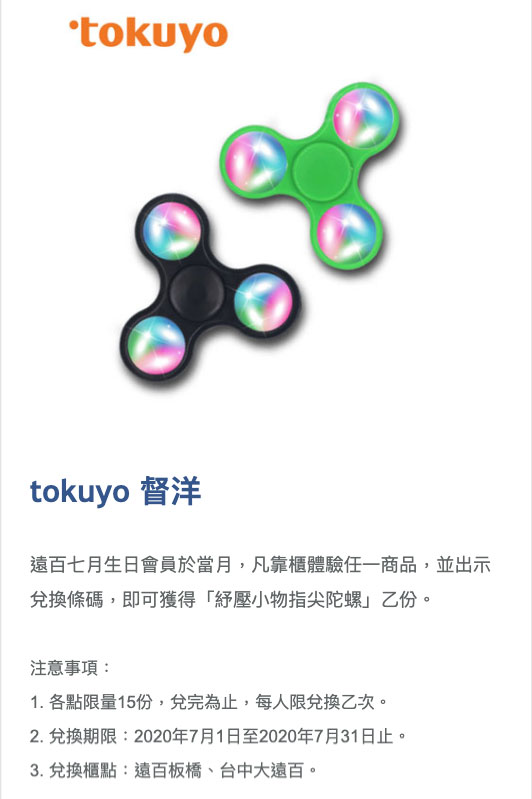 tokuyo
tokuyo 督洋
遠百七月生日會員於當月，凡靠櫃體驗任一商品，並出示
兌換條碼，即可獲得「紓壓小物指尖陀螺」乙份。
注意事項：
1. 各點限量15份，兌完為止，每人限兌換乙次。
2. 兌換期限：2020年7月1日至2020年7月31日止。
3. 兌換櫃點：遠百板橋、台中大遠百。